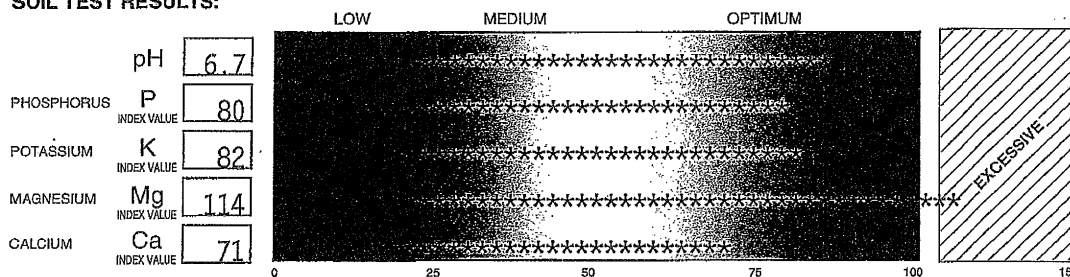 SOIL TEST RESULTS:
LOW MEDIUM OPTIMUM
pH 6.7
PHOSPHORUS P INDEX VALUE 80
POTASSIUM K INDEX VALUE 82
MAGNESIUM Mg INDEX VALUE 114
CALCIUM Ca INDEX VALUE 71
EXCESSIVE
0 25 50 75 100